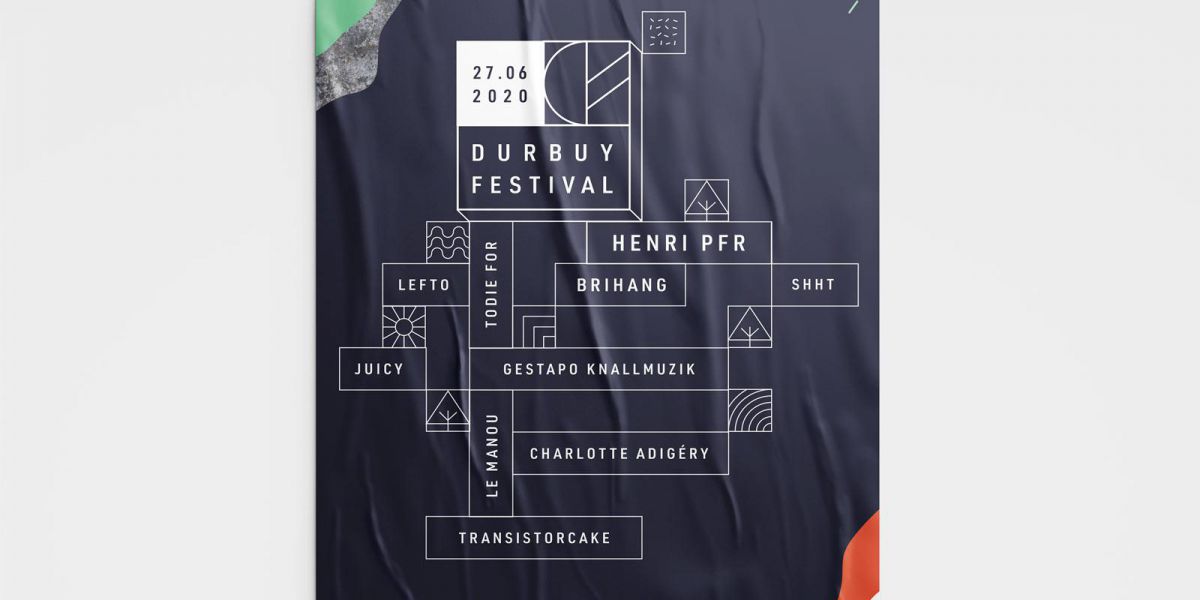 27.06
2020
DURBUY
FESTIVAL
HENRI PFR
TODIE FOR
LEFTO
BRIHANG
SHHT
JUICY
GESTAPO KNALLMUZIK
LE MANOU
CHARLOTTE ADIGÉRY
TRANSISTORCAKE